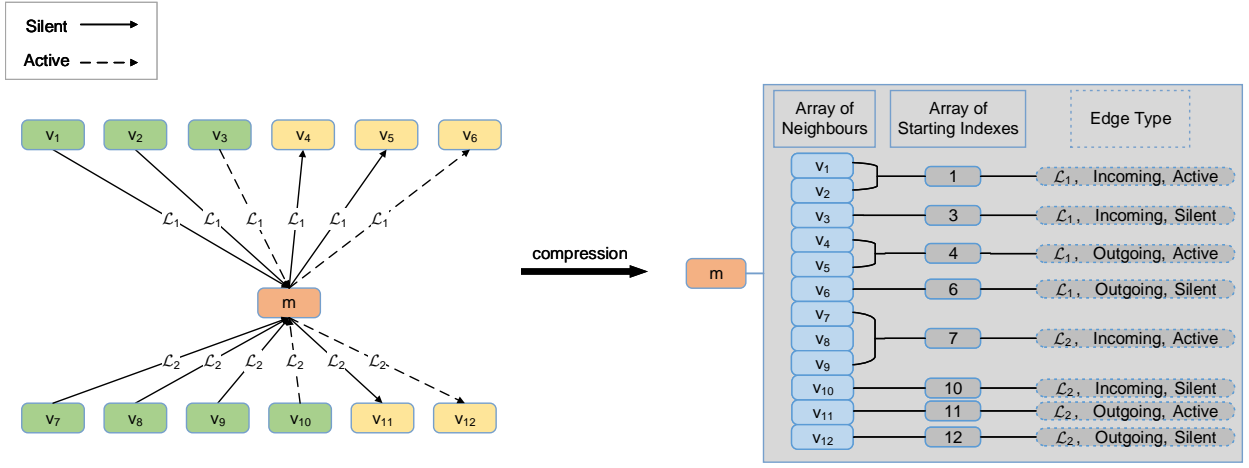 Silent
Active
v1 v2 v3 v4 v5 v6
ℒ1 ℒ1 ℒ1 ℒ1 ℒ1 ℒ1
m
ℒ2 ℒ2 ℒ2 ℒ2 ℒ2 ℒ2
v7 v8 v9 v10 v11 v12
compression
m
Array of
Neighbours
Array of
Starting Indexes
Edge Type
v1
v2
1 ℒ1, Incoming, Active
v3 3 ℒ1, Incoming, Silent
v4
v5
4 ℒ1, Outgoing, Active
v6 6 ℒ1, Outgoing, Silent
v7
v8
v9
7 ℒ2, Incoming, Active
v10 10 ℒ2, Incoming, Silent
v11 11 ℒ2, Outgoing, Active
v12 12 ℒ2, Outgoing, Silent